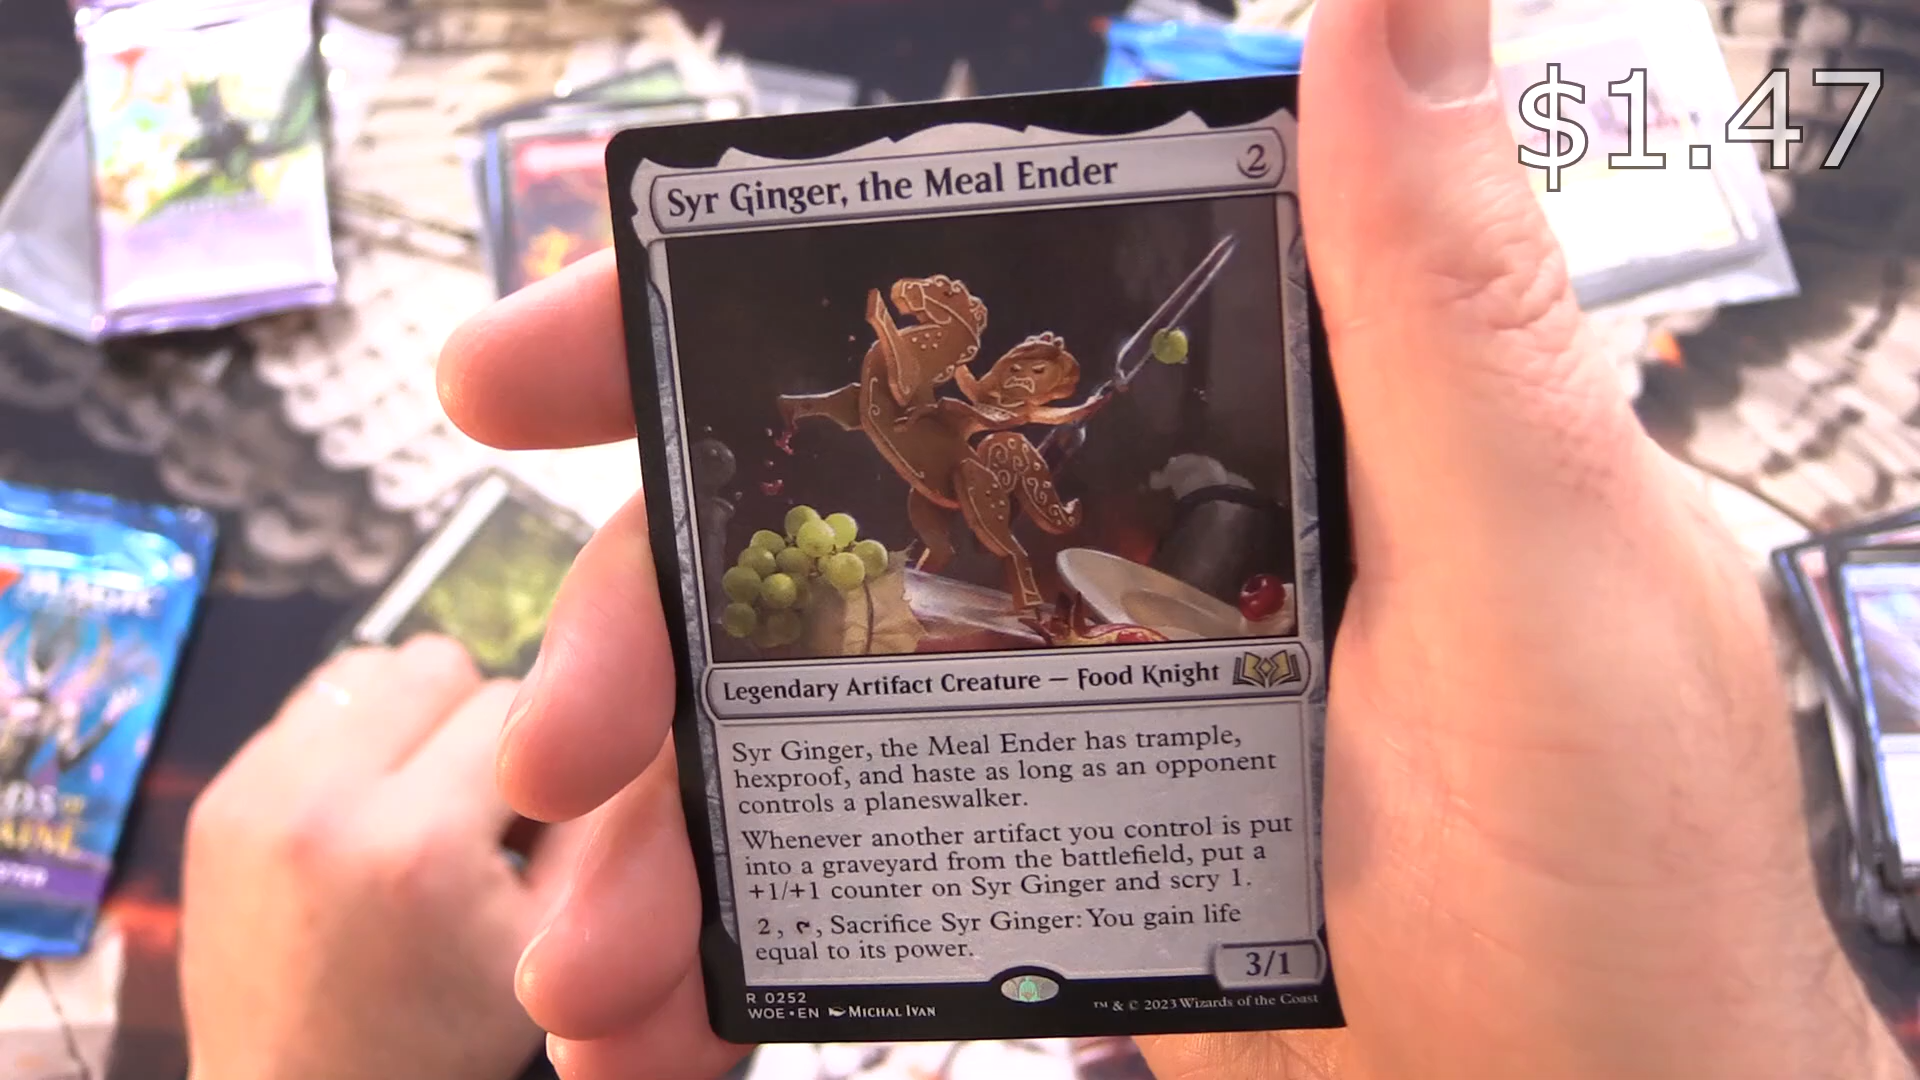 $1.47
Syr Ginger, the Meal Ender 2
Legendary Artifact Creature — Food Knight
Syr Ginger, the Meal Ender has trample,
hexproof, and haste as long as an opponent
controls a planeswalker.
Whenever another artifact you control is put
into a graveyard from the battlefield, put a
+1/+1 counter on Syr Ginger and scry 1.
2, , Sacrifice Syr Ginger: You gain life
equal to its power.
3/1
R 0252
WOE • EN MICHAL IVAN
™ & © 2023 Wizards of the Coast
MAGIC